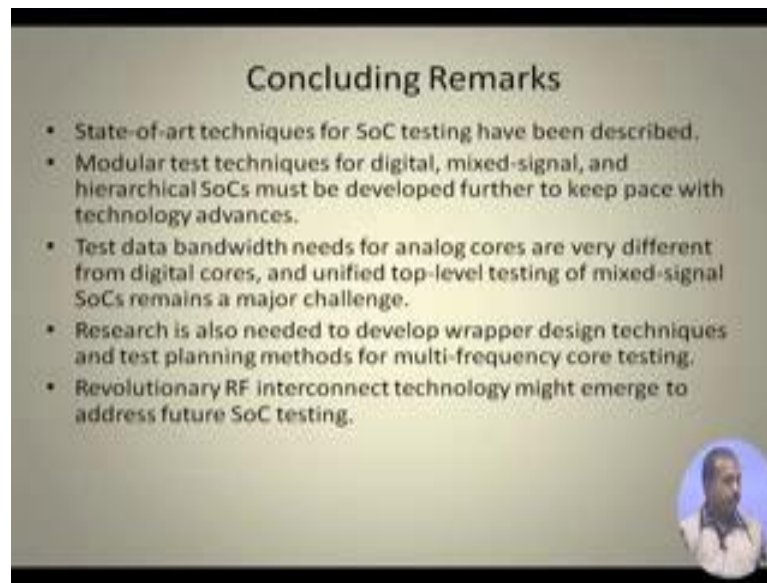 Concluding Remarks
• State-of-art techniques for SoC testing have been described.
• Modular test techniques for digital, mixed-signal, and
hierarchical SoCs must be developed further to keep pace with
technology advances.
• Test data bandwidth needs for analog cores are very different
from digital cores, and unified top-level testing of mixed-signal
SoCs remains a major challenge.
• Research is also needed to develop wrapper design techniques
and test planning methods for multi-frequency core testing.
• Revolutionary RF interconnect technology might emerge to
address future SoC testing.